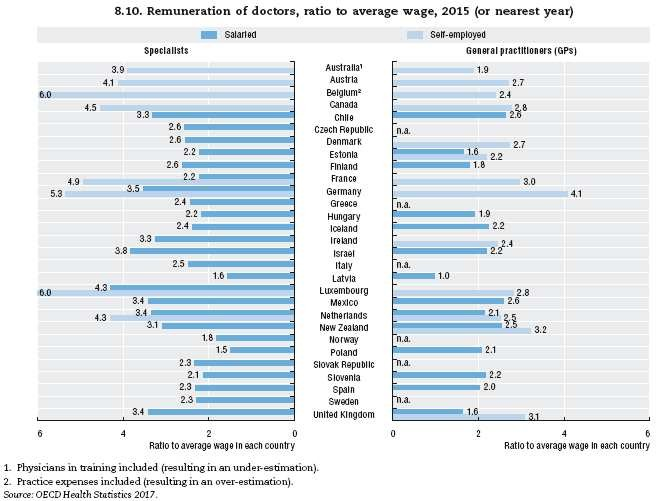 8.10. Remuneration of doctors, ratio to average wage, 2015 (or nearest year)
Salaried Self-employed
Specialists General practitioners (GPs)
3.9 Australia¹ 1.9
4.1 Austria 2.7
6.0 Belgium² 2.4
4.5 Canada 2.8
3.3 Chile 2.6
2.6 Czech Republic n.a.
2.6 Denmark 2.7
2.2 Estonia 1.6 2.2
2.6 Finland 1.8
2.2 4.9 France 3.0
3.5 5.3 Germany 4.1
2.4 Greece n.a.
2.2 Hungary 1.9
2.4 Iceland 2.2
3.3 Ireland 2.4
3.8 Israel 2.2
2.5 Italy n.a.
1.6 Latvia 1.0
4.3 6.0 Luxembourg 2.8
3.4 Mexico 2.6
3.4 4.3 Netherlands 2.1 2.5
3.1 New Zealand 2.5 3.2
1.8 Norway n.a.
1.5 Poland 2.1
2.3 Slovak Republic n.a.
2.1 Slovenia 2.2
2.3 Spain 2.0
2.3 Sweden n.a.
3.4 United Kingdom 1.6 3.1
6 4 2 0 0 2 4 6
Ratio to average wage in each country Ratio to average wage in each country
1. Physicians in training included (resulting in an under-estimation).
2. Practice expenses included (resulting in an over-estimation).
Source: OECD Health Statistics 2017.